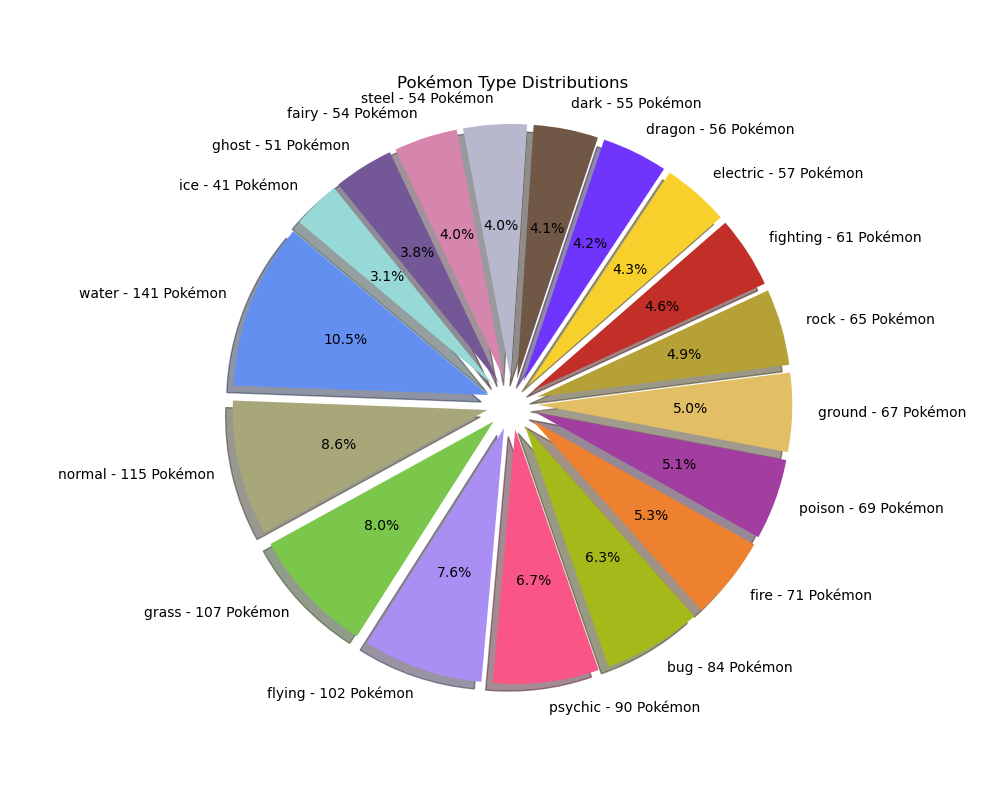 Pokémon Type Distributions
steel - 54 Pokémon
dark - 55 Pokémon
fairy - 54 Pokémon
dragon - 56 Pokémon
ghost - 51 Pokémon
electric - 57 Pokémon
ice - 41 Pokémon
fighting - 61 Pokémon
water - 141 Pokémon
rock - 65 Pokémon
normal - 115 Pokémon
ground - 67 Pokémon
grass - 107 Pokémon
poison - 69 Pokémon
flying - 102 Pokémon
fire - 71 Pokémon
psychic - 90 Pokémon
bug - 84 Pokémon
4.0%
4.0%
4.1%
4.2%
3.8%
4.3%
3.1%
4.6%
10.5%
4.9%
5.0%
8.6%
5.1%
8.0%
5.3%
7.6%
6.7%
6.3%